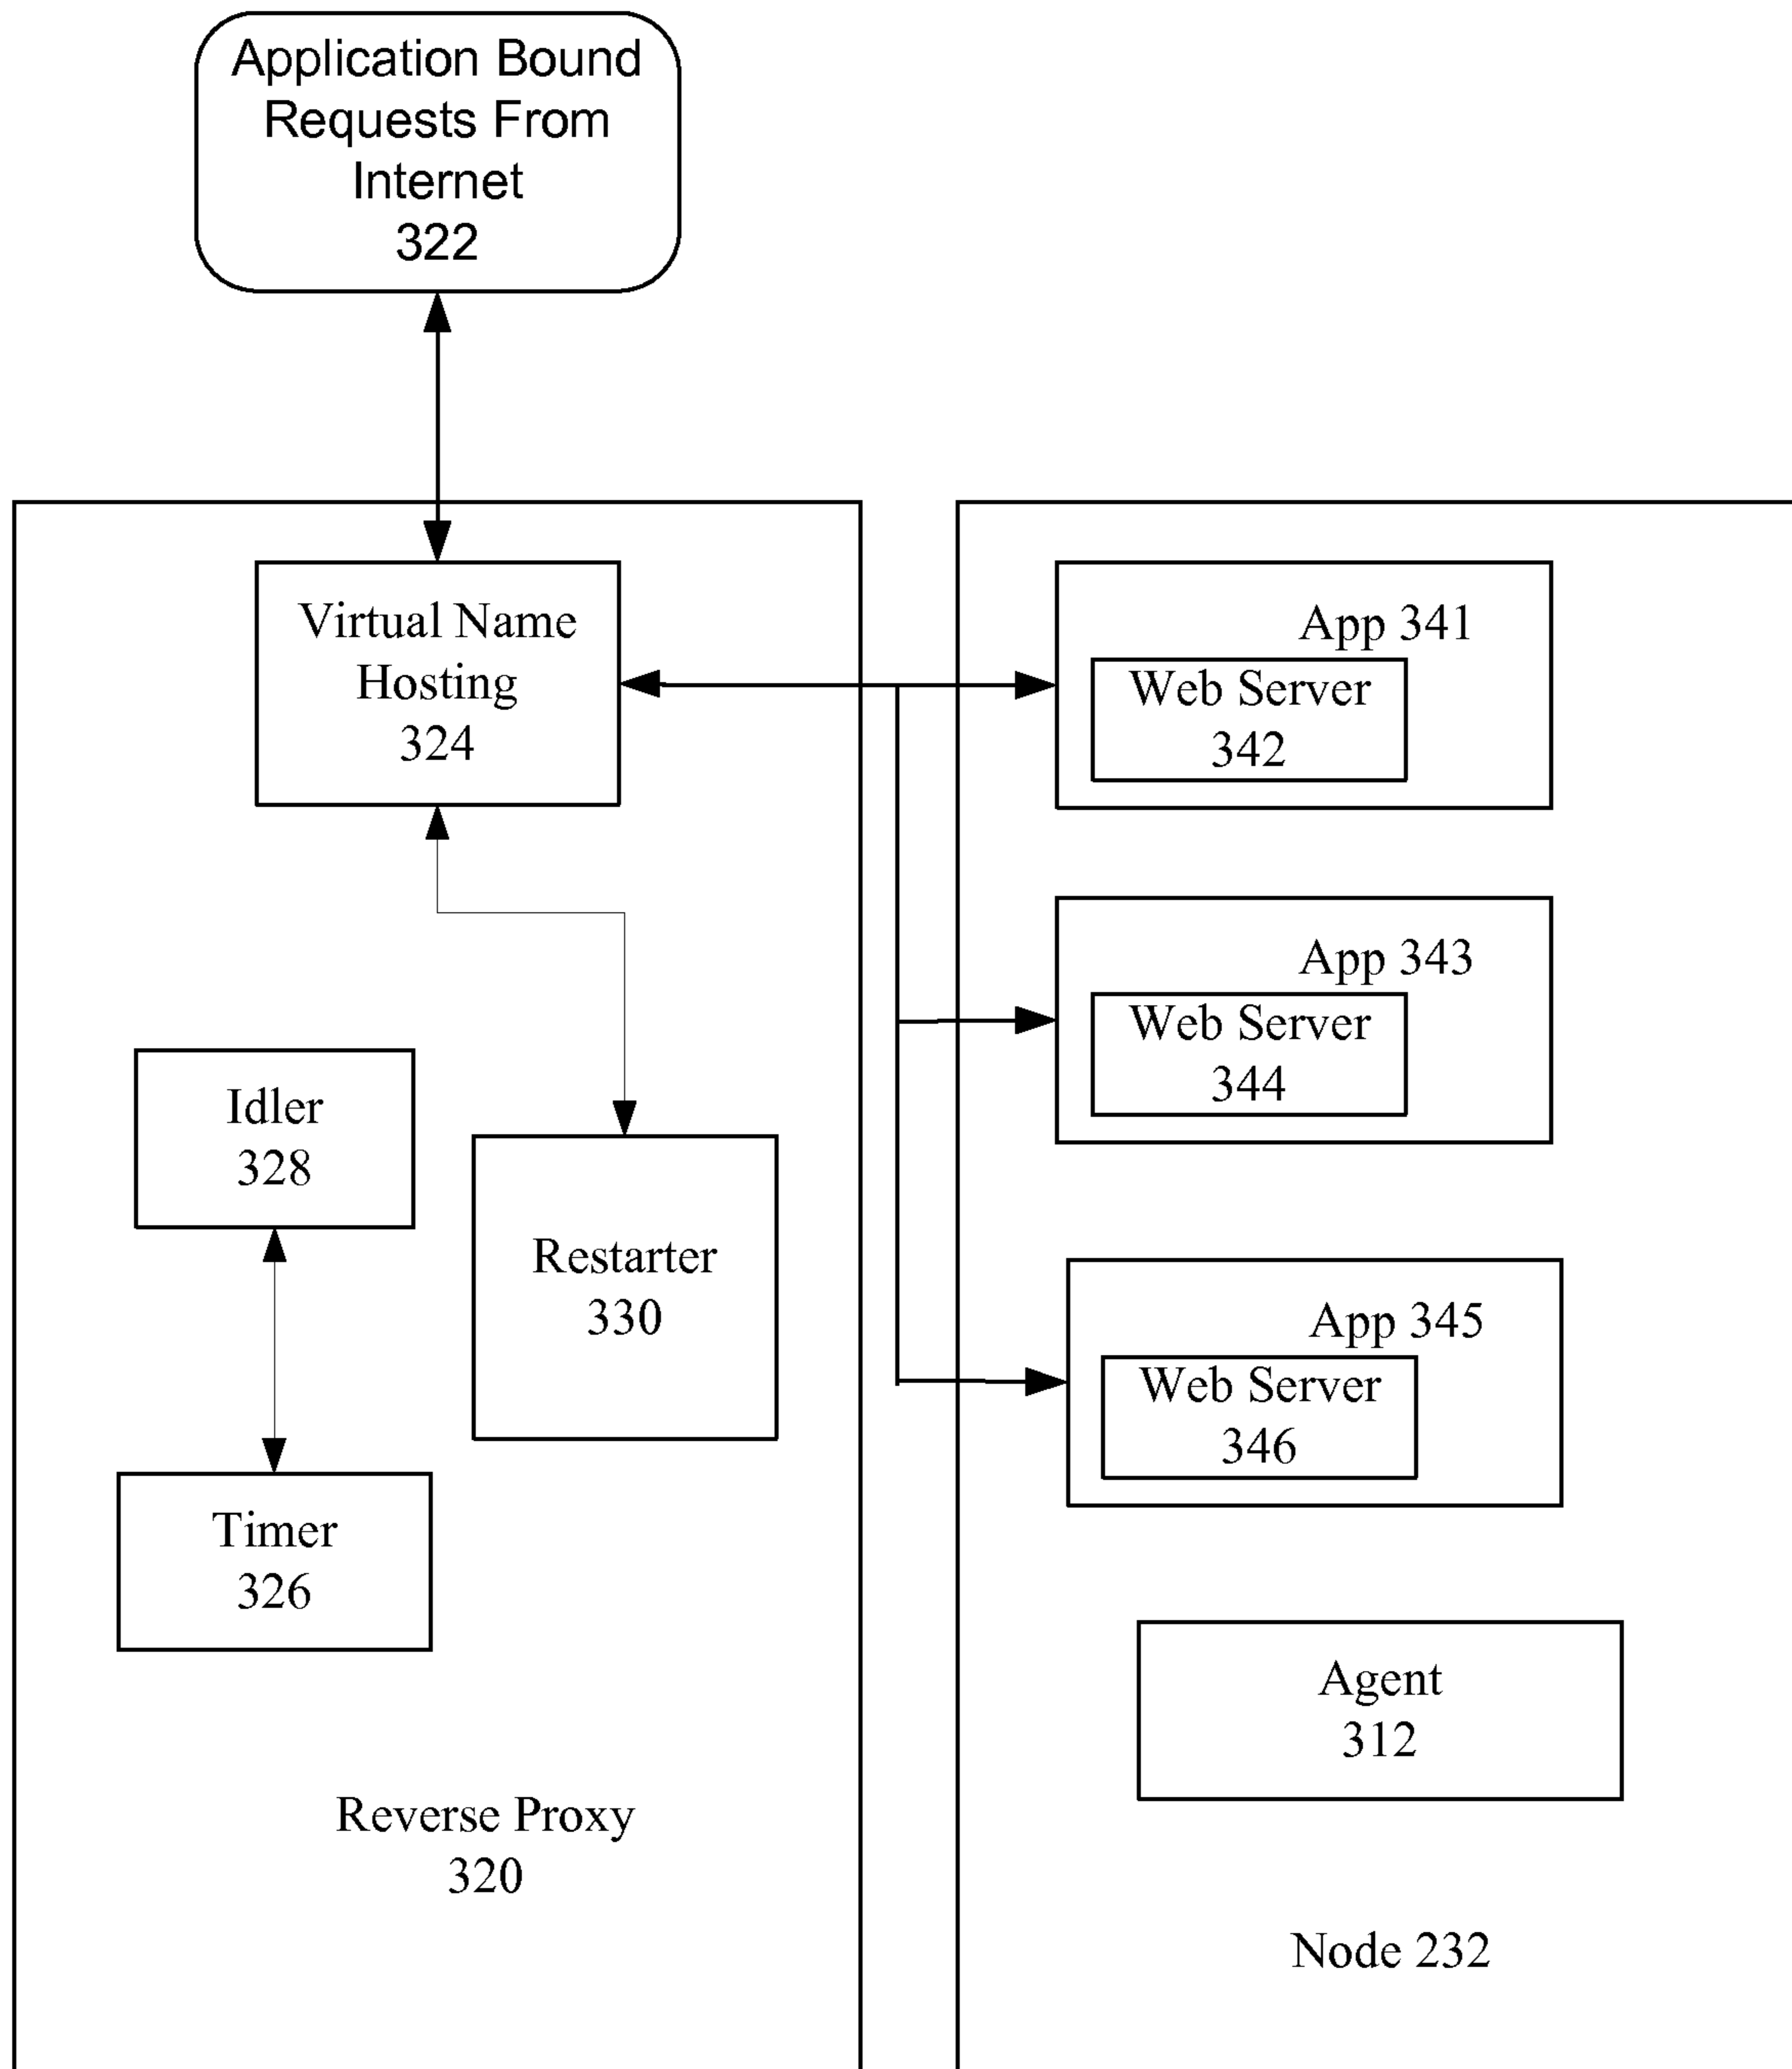 Application Bound
Requests From
Internet
322
Virtual Name
Hosting
324
Idler
328
Restarter
330
Timer
326
Reverse Proxy
320
App 341
Web Server
342
App 343
Web Server
344
App 345
Web Server
346
Agent
312
Node 232